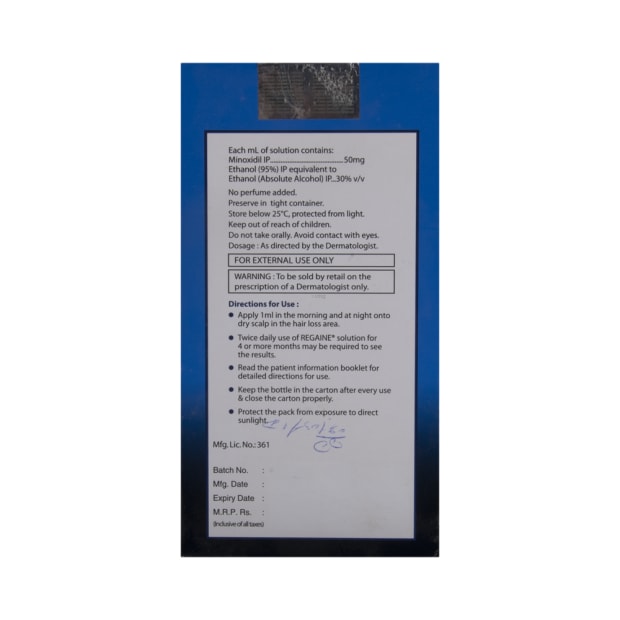 Each mL of solution contains:
Minoxidil IP..............................50mg
Ethanol (95%) IP equivalent to
Ethanol (Absolute Alcohol) IP...30% v/v
No perfume added.
Preserve in tight container.
Store below 25°C, protected from light.
Keep out of reach of children.
Do not take orally. Avoid contact with eyes.
Dosage : As directed by the Dermatologist.
FOR EXTERNAL USE ONLY
WARNING : To be sold by retail on the
prescription of a Dermatologist only.
Directions for Use :
● Apply 1ml in the morning and at night onto
dry scalp in the hair loss area.
● Twice daily use of REGAINE® solution for
4 or more months may be required to see
the results.
● Read the patient information booklet for
detailed directions for use.
● Keep the bottle in the carton after every use
& close the carton properly.
● Protect the pack from exposure to direct
sunlight.
Mfg. Lic. No.: 361
Batch No. :
Mfg. Date :
Expiry Date :
M.R.P. Rs. :
(Inclusive of all taxes)